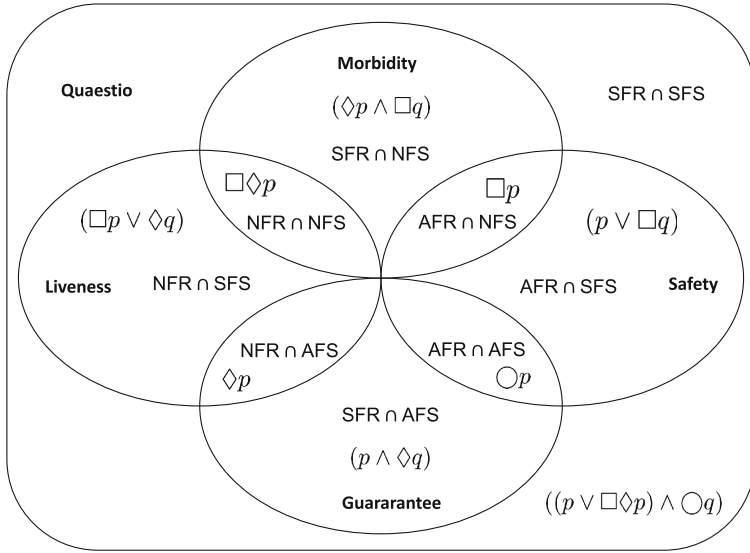 Morbidity
Quaestio
SFR ∩ SFS
(◊p ∧ □q)
SFR ∩ NFS
□◊p
□p
(□p ∨ ◊q)
NFR ∩ NFS
AFR ∩ NFS
(p ∨ □q)
Liveness
NFR ∩ SFS
AFR ∩ SFS
Safety
NFR ∩ AFS
AFR ∩ AFS
◊p
○p
SFR ∩ AFS
(p ∧ ◊q)
Guararantee
((p ∨ □◊p) ∧ ○q)